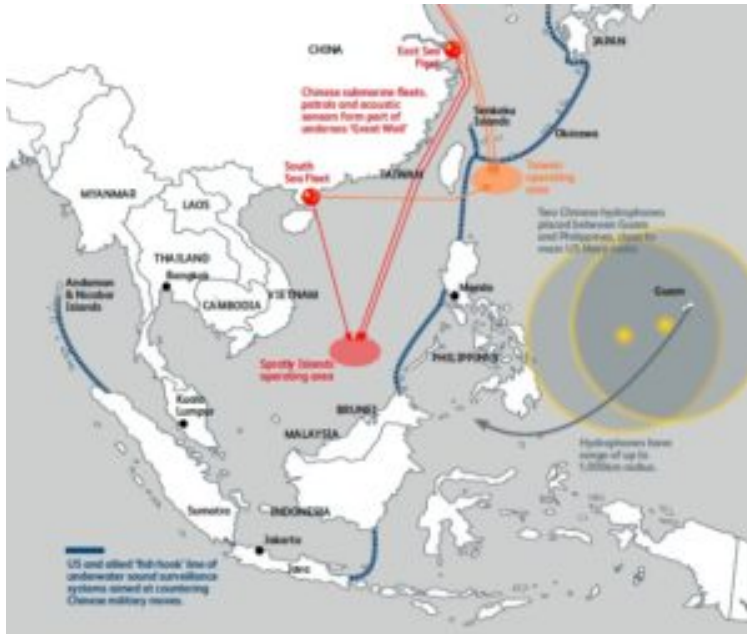 CHINA
East Sea
Fleet
JAPAN
Chinese submarine fleets,
patrols and acoustic
sensors form part of
undersea 'Great Wall'
Senkaku
Islands
Okinawa
South
Sea Fleet
TAIWAN
Taiwan
operating
area
MYANMAR
LAOS
Two Chinese hydrophones
placed between Guam
and Philippines, close to
major US Navy
THAILAND
Bangkok
VIETNAM
Andaman
& Nicobar
Islands
CAMBODIA
Manila
Guam
Spratly Islands
operating area
PHILIPPINES
BRUNEI
Kuala
Lumpur
MALAYSIA
Hydrophones have
range of up to
1,000km radius.
Sumatra
INDONESIA
Jakarta
Java
US and allied 'fish hook' line of
underwater sound surveillance
systems aimed at countering
Chinese military moves.